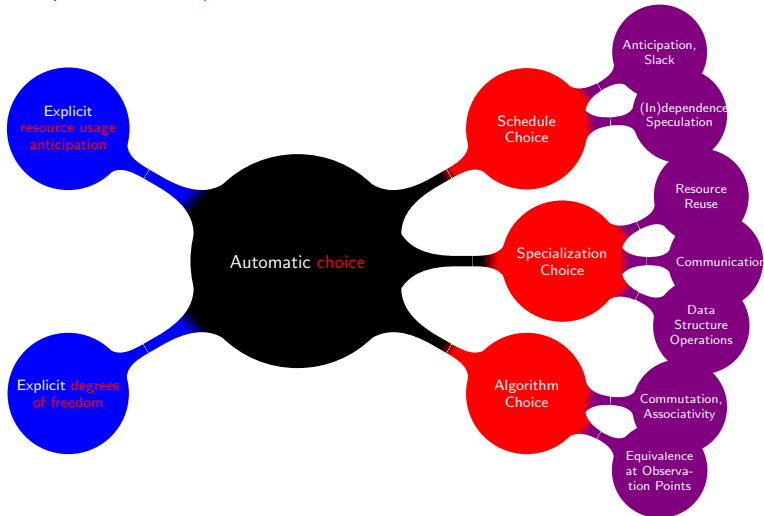 Anticipation,
Slack
Explicit
resource usage
anticipation
Schedule
Choice
(In)dependence
Speculation
Resource
Reuse
Automatic choice
Specialization
Choice
Communication
Data
Structure
Operations
Explicit degrees
of freedom
Algorithm
Choice
Commutation,
Associativity
Equivalence
at Observa-
tion Points